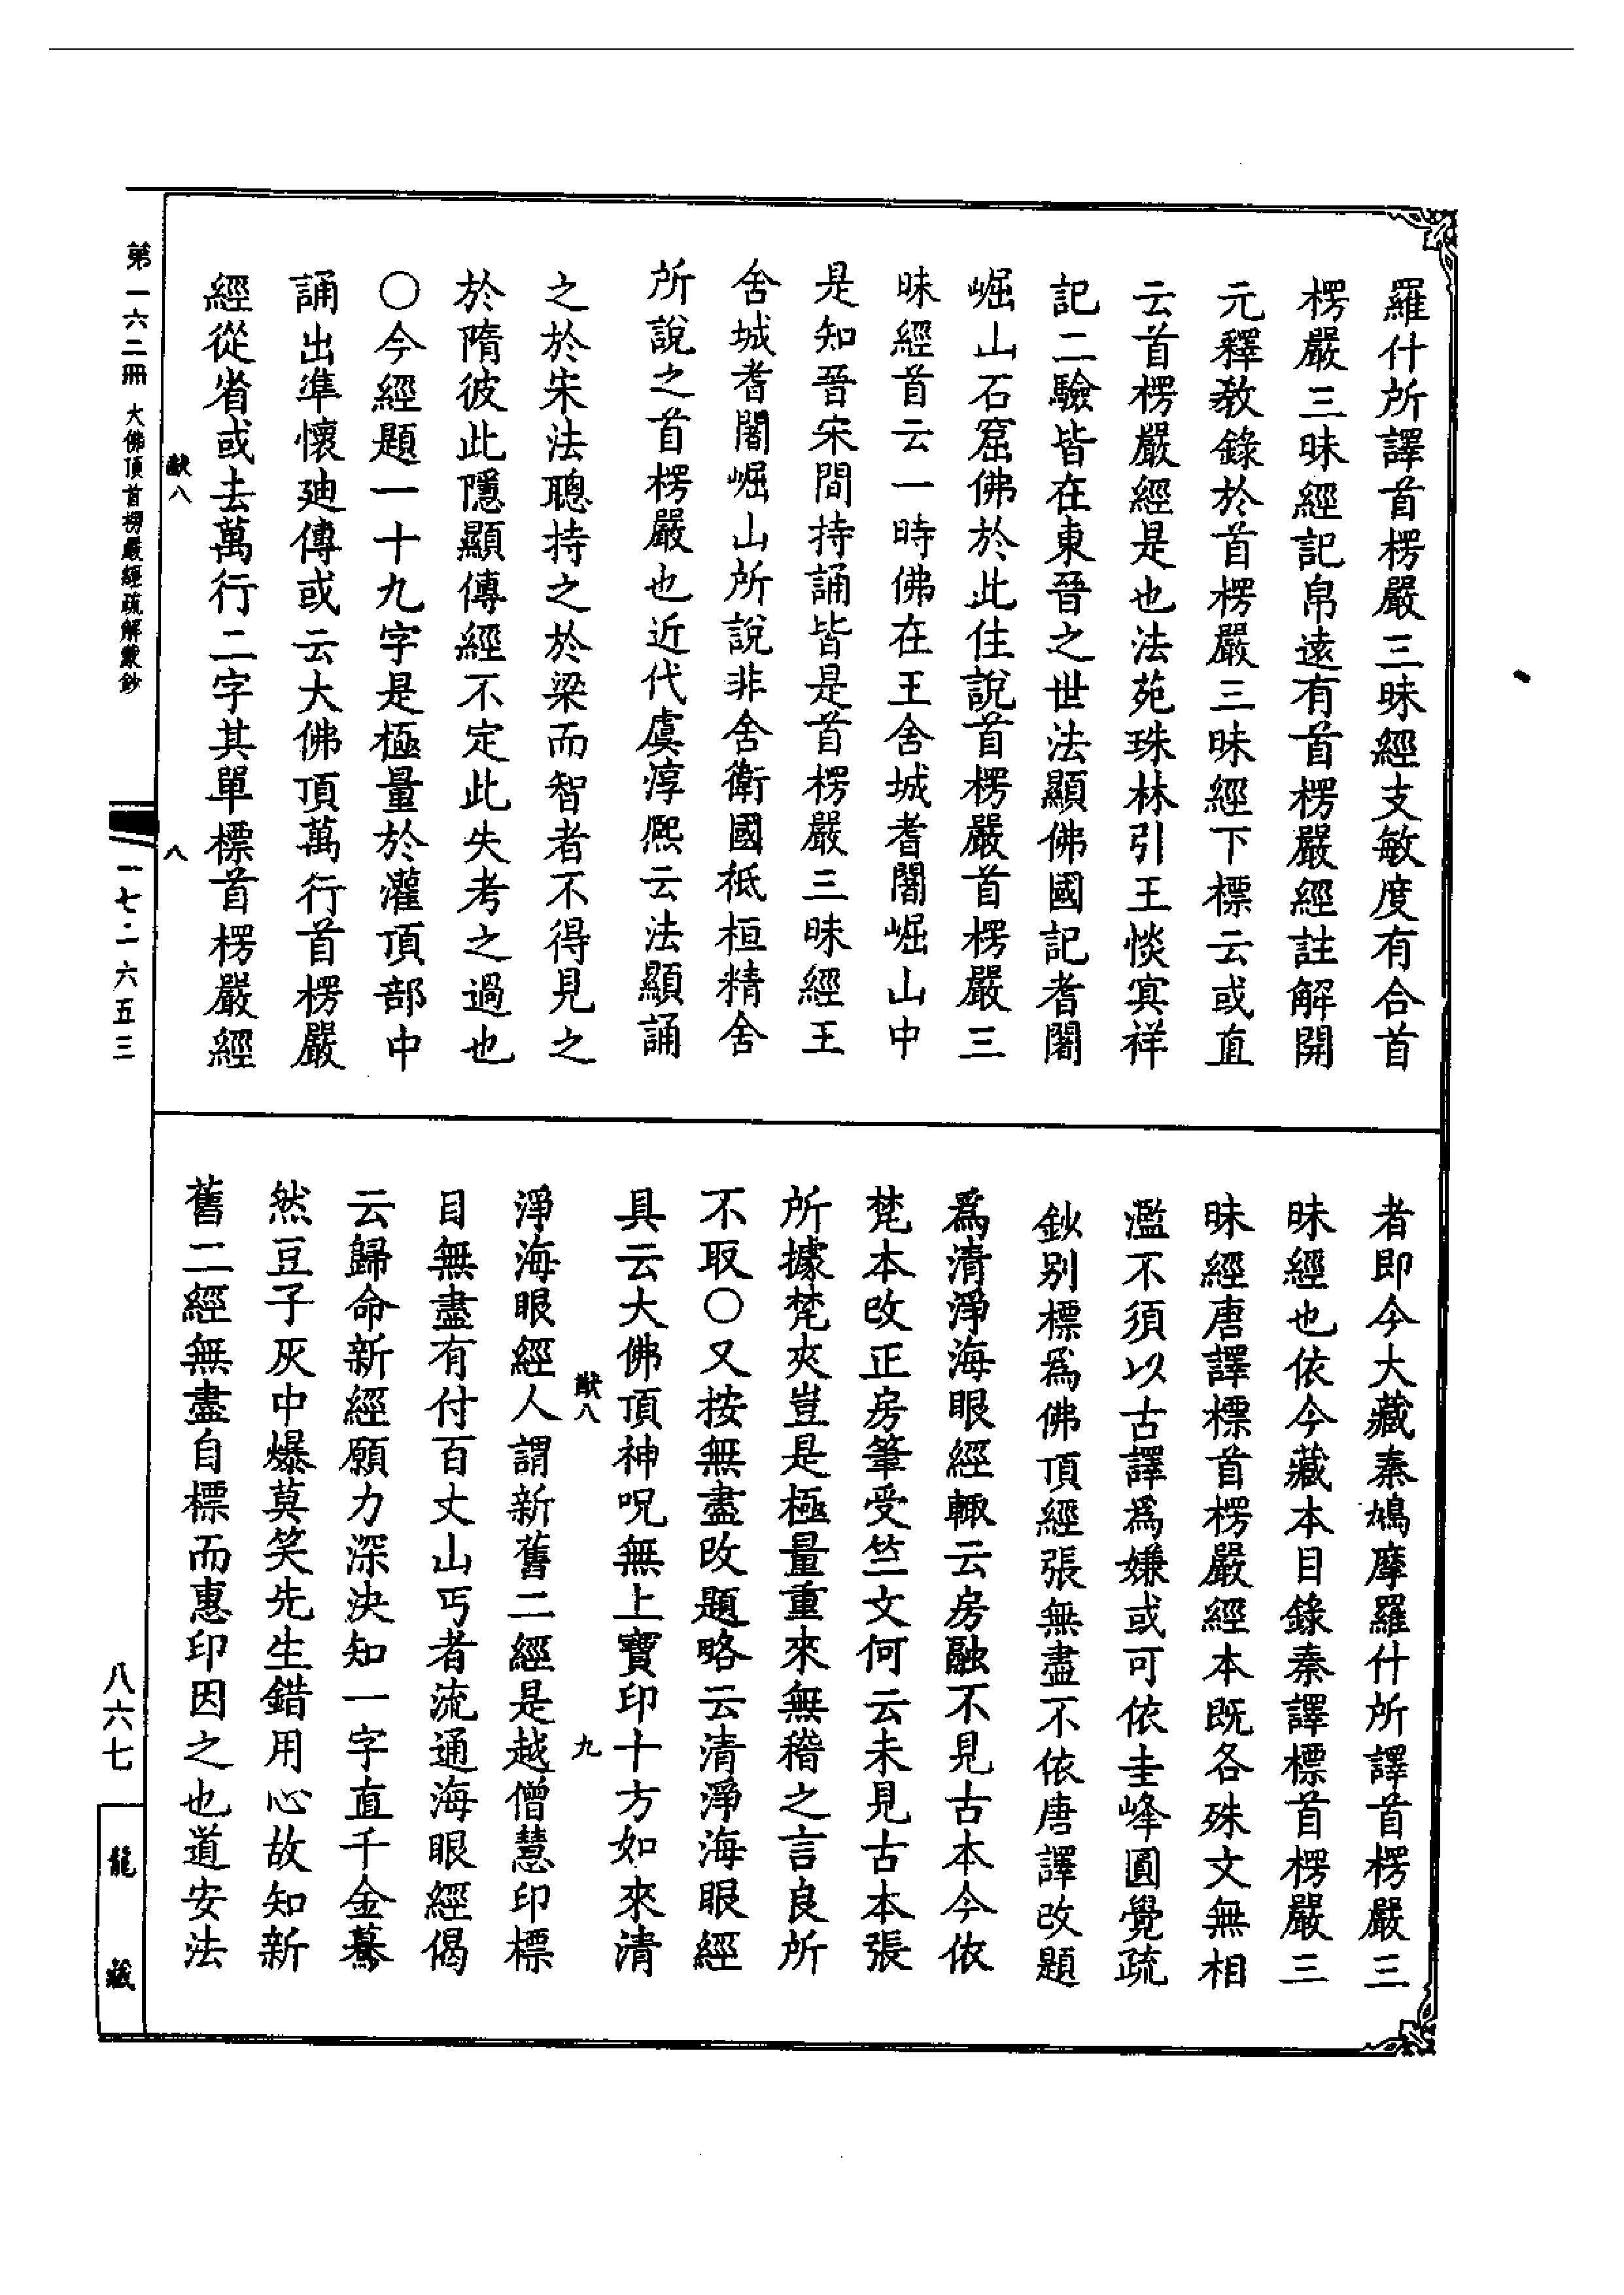 羅什所譯首楞嚴三昧經支敏度有合首
楞嚴三昧經記帛遠有首楞嚴經註解開
元釋教錄於首楞嚴三昧經下標云或直
云首楞嚴經是也法苑珠林引王惔㝠祥
記二驗皆在東晉之世法顯佛國記耆闍
崛山石窟佛於此住說首楞嚴首楞嚴三
昧經首云一時佛在王舍城耆闍崛山中
是知晉宋間持誦皆是首楞嚴三昧經王
舍城耆闍崛山所說非舍衛國祇桓精舍
所說之首楞嚴也近代虞淳熙云法顯誦
之於宋法聰持之於梁而智者不得見之
於隋彼此隱顯傳經不定此失考之過也
○今經題一十九字是極量於灌頂部中
誦出準懷廸傳或云大佛頂萬行首楞嚴
經從省或去萬行二字其單標首楞嚴經
猷八
八
者即今大藏秦鳩摩羅什所譯首楞嚴三
昧經也依今藏本目錄秦譯標首楞嚴三
昧經唐譯標首楞嚴經本既各殊文無相
濫不須以古譯為嫌或可依圭峰圓覺疏
鈔別標為佛頂經張無盡不依唐譯改題
為清淨海眼經輒云房融不見古本今依
梵本改正房筆受竺文何云未見古本張
所據梵夾豈是極量重來無稽之言良所
不取○又按無盡改題略云清淨海眼經
具云大佛頂神呪無上寶印十方如來清
猷八
九
淨海眼經人謂新舊二經是越僧慧印標
目無盡有付百丈山丐者流通海眼經偈
云歸命新經願力深決知一字直千金驀
然豆子灰中爆莫笑先生錯用心故知新
舊二經無盡自標而惠印因之也道安法
第一六二冊 大佛頂首楞嚴經疏解蒙鈔
一七二六五三
八六七
龍藏